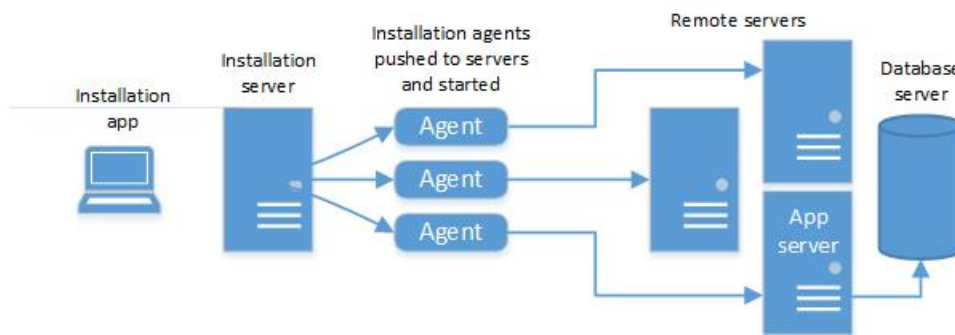 Remote servers
Installation agents
pushed to servers
and started
Installation
server
Database
server
Installation
app
Agent
Agent
Agent
App
server